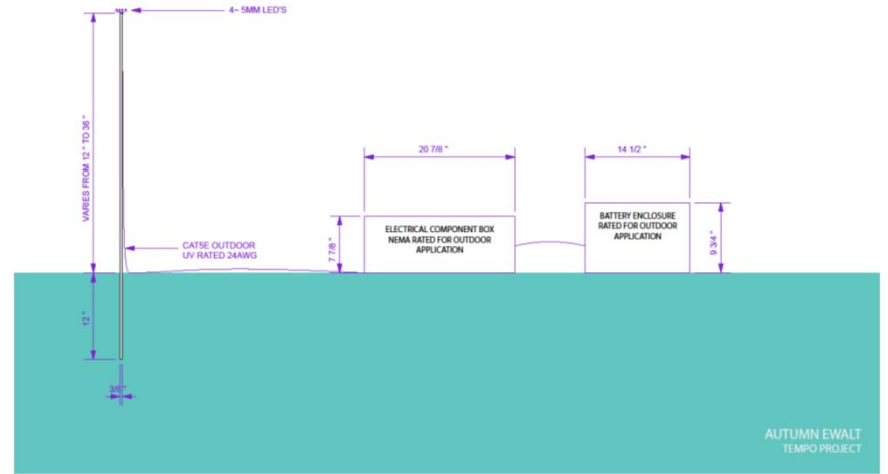 4~ 5MM LED'S
VARIES FROM 12 " TO 36 "
20 7/8 "
14 1/2 "
CAT5E OUTDOOR
UV RATED 24AWG
7 7/8 "
ELECTRICAL COMPONENT BOX
NEMA RATED FOR OUTDOOR
APPLICATION
BATTERY ENCLOSURE
RATED FOR OUTDOOR
APPLICATION
9 3/4 "
12 "
3/8 "
AUTUMN EWALT
TEMPO PROJECT